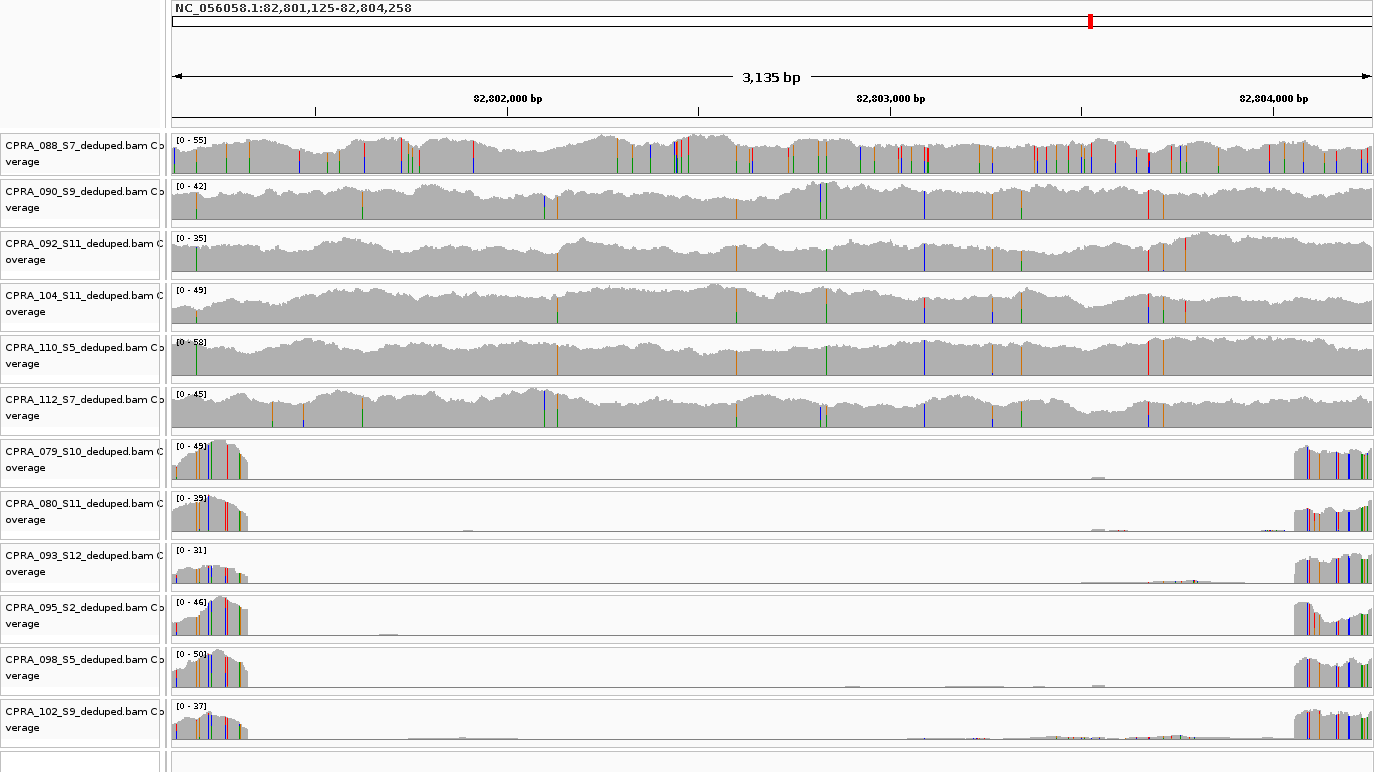 NC_056058.1:82,801,125-82,804,258
3,135 bp
82,802,000 bp 82,803,000 bp 82,804,000 bp
CPRA_088_S7_deduped.bam Co
verage
[0 - 55]
CPRA_090_S9_deduped.bam Co
verage
[0 - 42]
CPRA_092_S11_deduped.bam C
overage
[0 - 35]
CPRA_104_S11_deduped.bam C
overage
[0 - 49]
CPRA_110_S5_deduped.bam Co
verage
[0 - 58]
CPRA_112_S7_deduped.bam Co
verage
[0 - 45]
CPRA_079_S10_deduped.bam C
overage
[0 - 49]
CPRA_080_S11_deduped.bam C
overage
[0 - 39]
CPRA_093_S12_deduped.bam C
overage
[0 - 31]
CPRA_095_S2_deduped.bam Co
verage
[0 - 46]
CPRA_098_S5_deduped.bam Co
verage
[0 - 50]
CPRA_102_S9_deduped.bam Co
verage
[0 - 37]